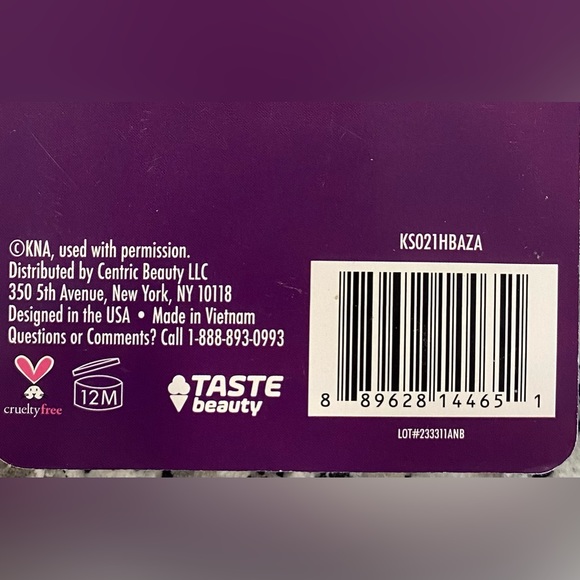 ©KNA, used with permission.
Distributed by Centric Beauty LLC
350 5th Avenue, New York, NY 10118
Designed in the USA • Made in Vietnam
Questions or Comments? Call 1-888-893-0993
crueltyfree
12M
TASTE
beauty
KS021HBAZA
8 89628 14465 1
LOT#233311ANB